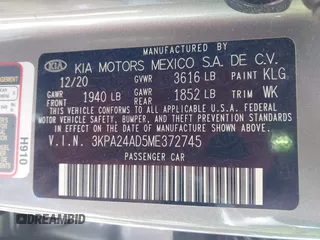 MANUFACTURED BY
KIA KIA MOTORS MEXICO S.A. DE C.V.
12/20 GVWR 3616 LB PAINT KLG
GAWR FRONT 1940 LB GAWR REAR 1852 LB TRIM WK
THIS VEHICLE CONFORMS TO ALL APPLICABLE U.S. FEDERAL
MOTOR VEHICLE SAFETY, BUMPER, AND THEFT PREVENTION
STANDARDS IN EFFECT ON THE DATE OF MANUFACTURE SHOWN ABOVE.
V.I.N. 3KPA24AD5ME372745
PASSENGER CAR
H910
DREAMBID